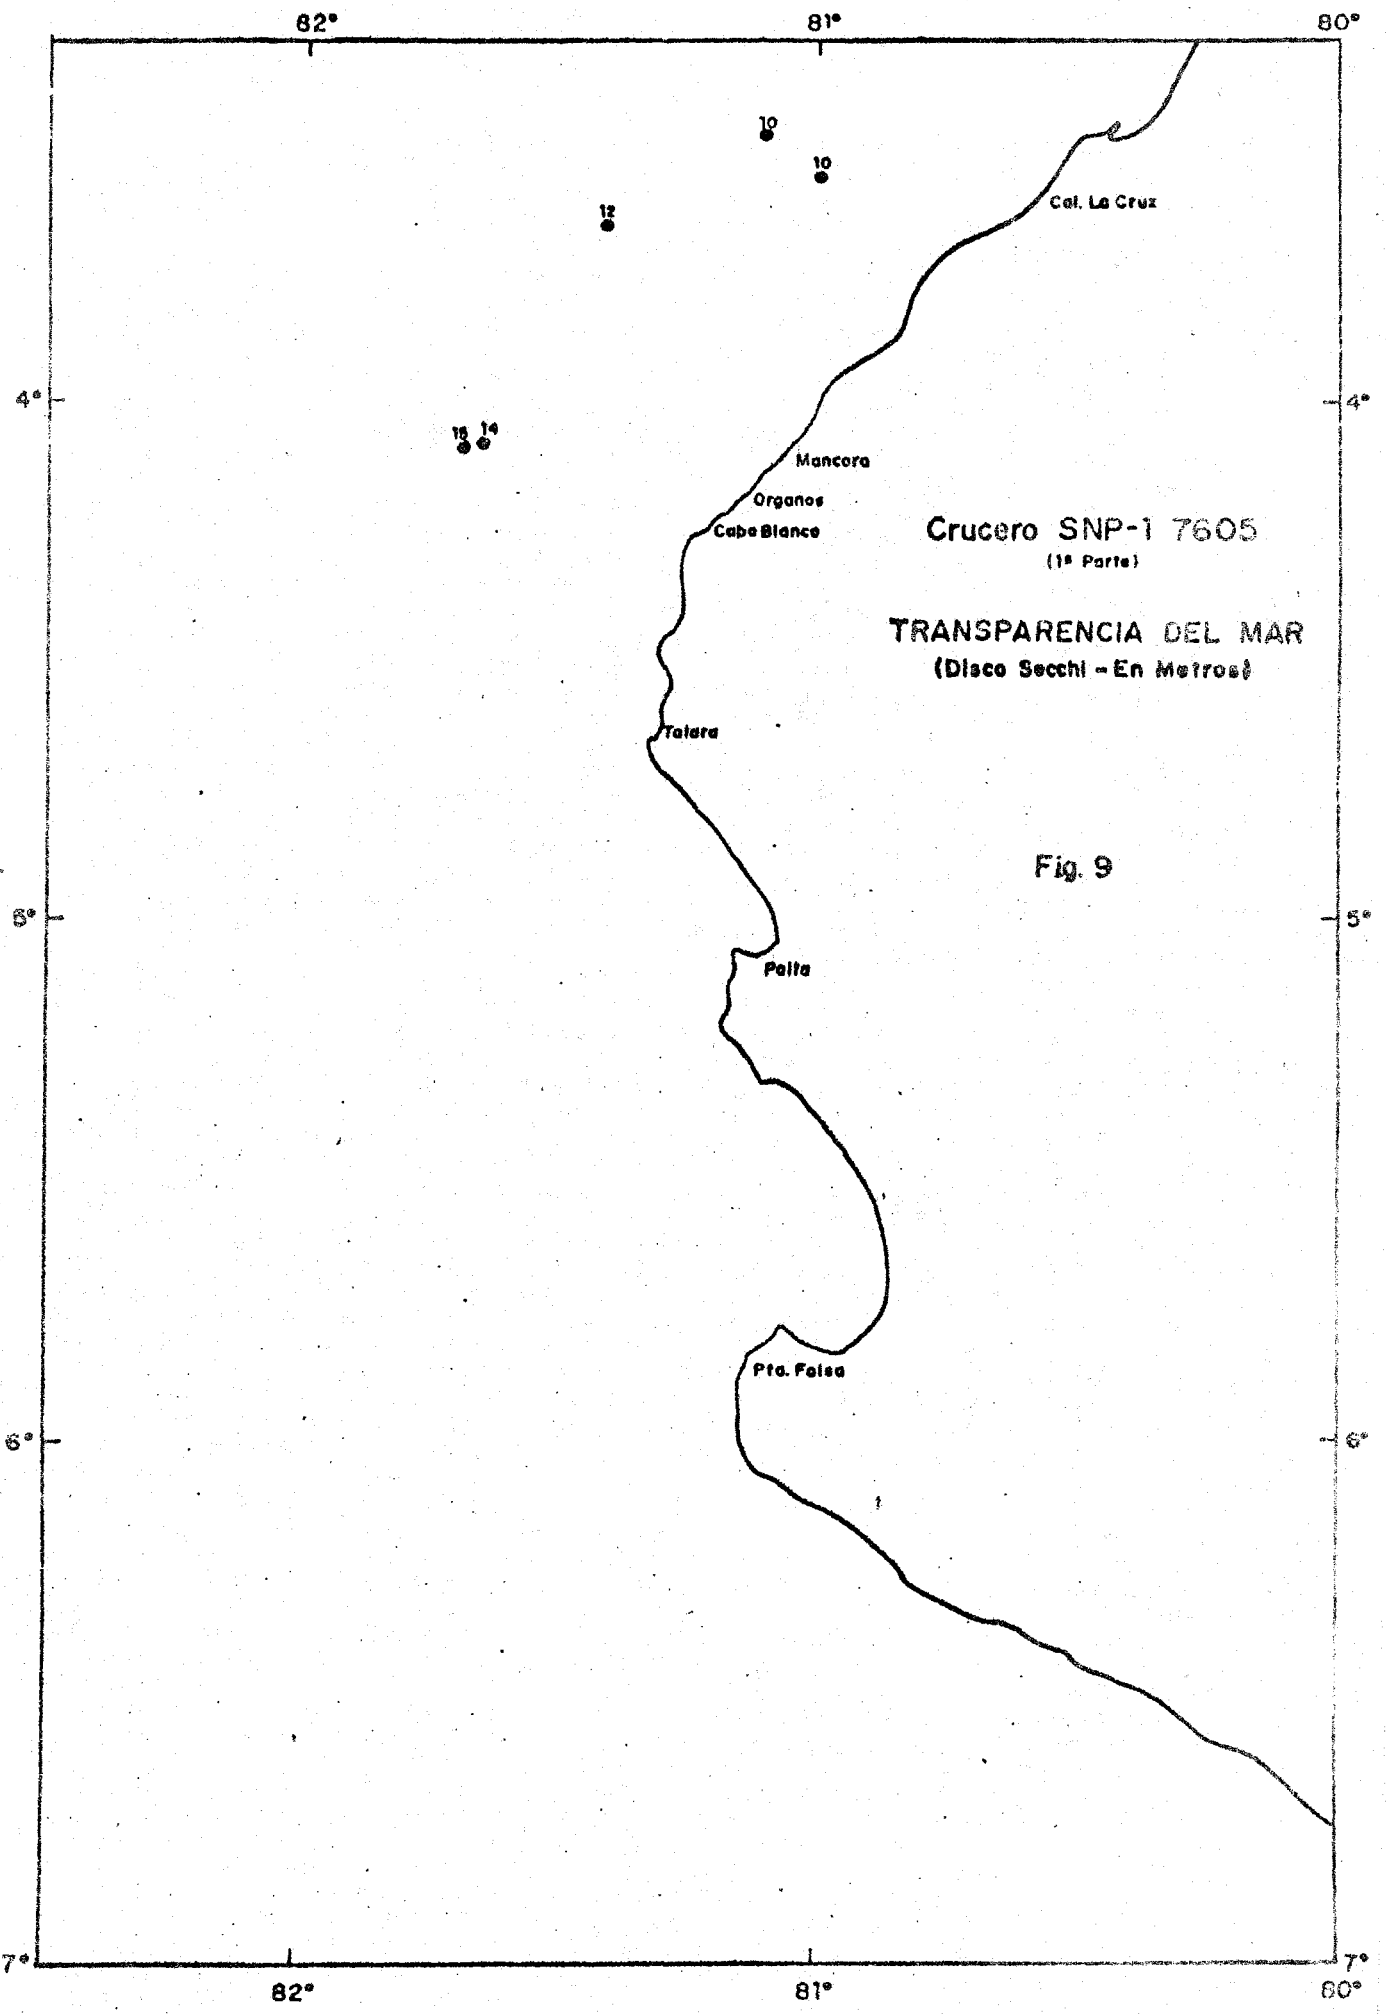 82° 81° 80°
10
10
12
Cal. La Cruz
4° 4°
15 14
Mancora
Organos
Cabo Blanco
Crucero SNP-1 7605
(1ª Parte)
TRANSPARENCIA DEL MAR
(Disco Secchi - En Metros)
Talara
Fig. 9
5° 5°
Paita
Pta. Falsa
6° 6°
7° 7°
82° 81° 80°